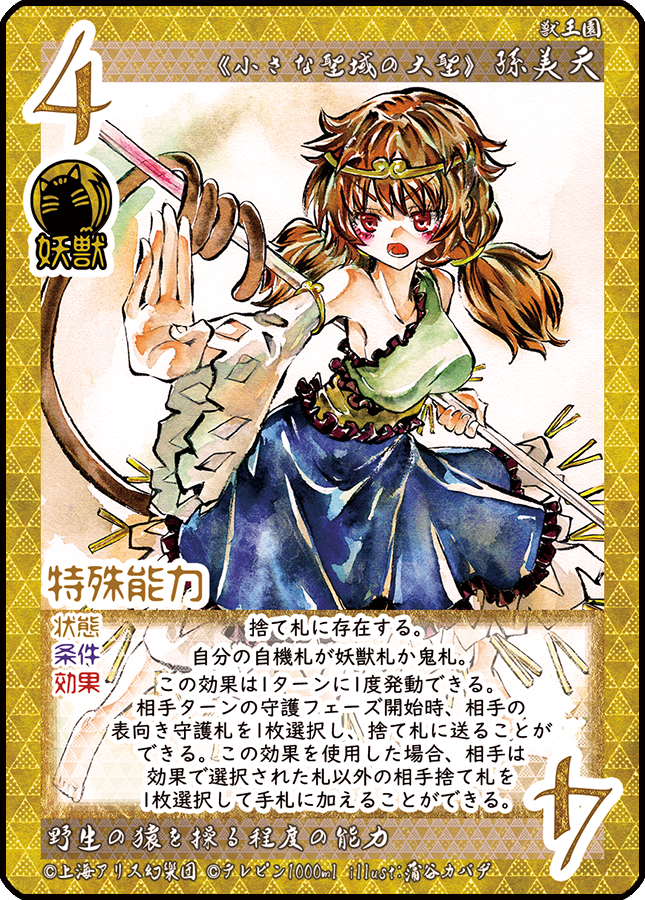 獣王園
4
《小さな聖域の大聖》 孫美天
妖獣
特殊能力
状態 捨て札に存在する。
条件 自分の自機札が妖獣札か鬼札。
効果 この効果は1ターンに1度発動できる。
相手ターンの守護フェーズ開始時、相手の
表向き守護札を1枚選択し、捨て札に送ることが
できる。この効果を使用した場合、相手は
効果で選択された札以外の相手捨て札を
1枚選択して手札に加えることができる。
4
野生の猿を操る程度の能力
©上海アリス幻樂団 ©テレピン1000ml illust:蒲谷カバヂ